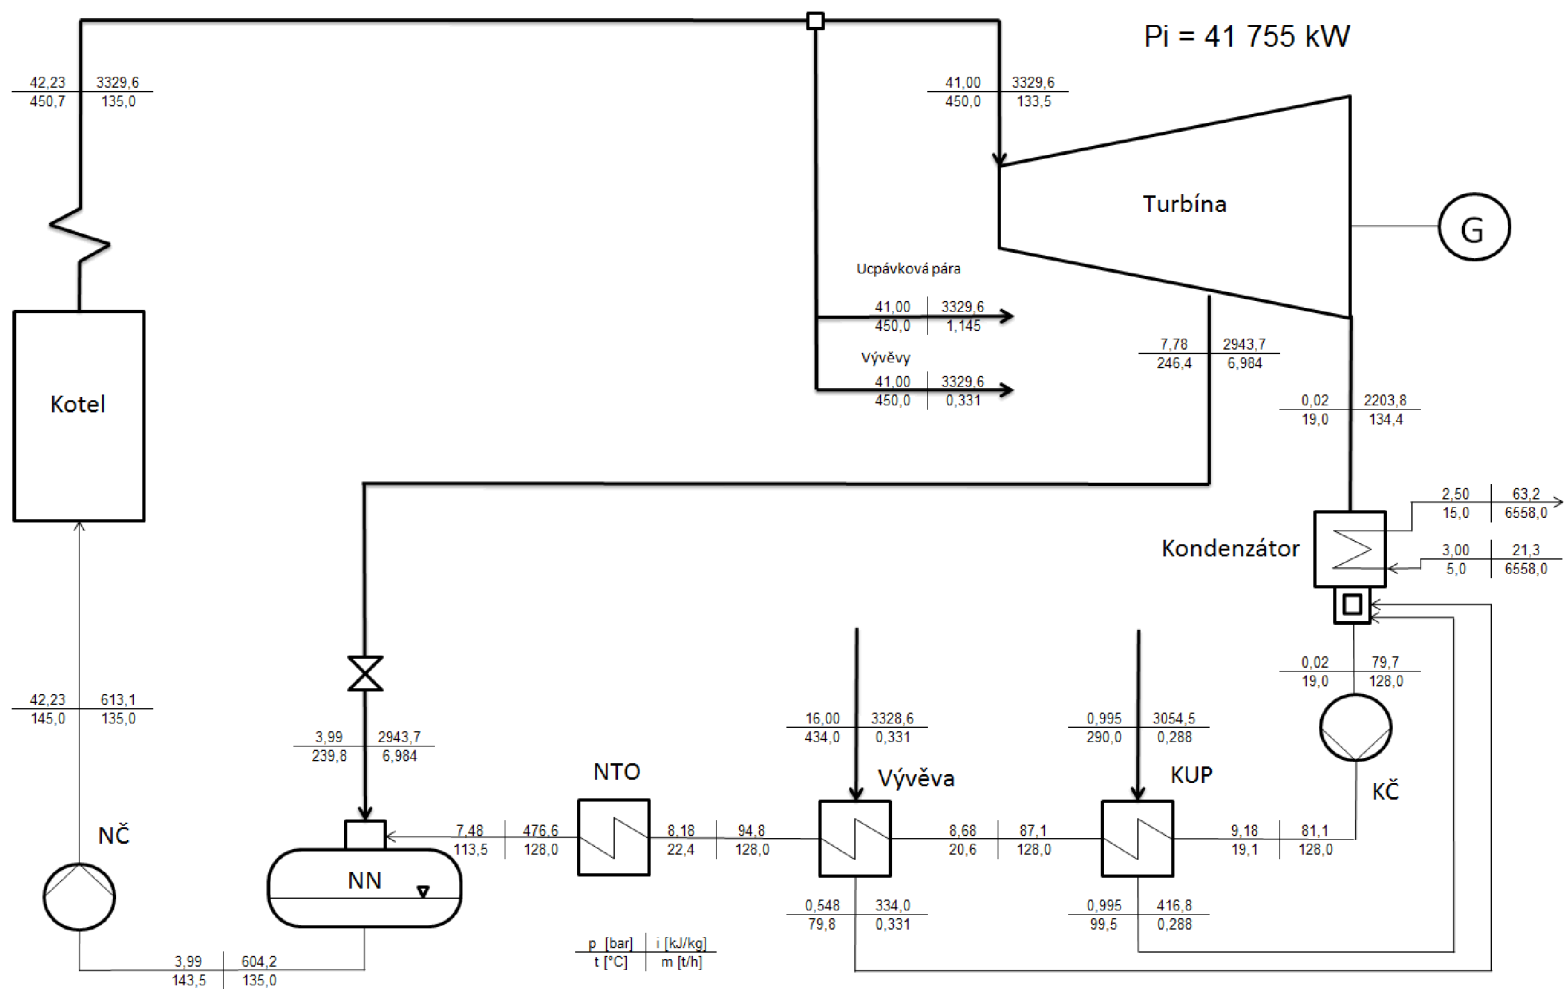 Pi = 41 755 kW
42,23 3329,6
450,7 135,0
41,00 3329,6
450,0 133,5
Turbína
G
Ucpávková pára
41,00 3329,6
450,0 1,145
Vývěvy
41,00 3329,6
450,0 0,331
7,78 2943,7
246,4 6,984
0,02 2203,8
19,0 134,4
Kotel
2,50 63,2
15,0 6558,0
Kondenzátor
3,00 21,3
5,0 6558,0
0,02 79,7
19,0 128,0
42,23 613,1
145,0 135,0
3,99 2943,7
239,8 6,984
16,00 3328,6
434,0 0,331
0,995 3054,5
290,0 0,288
NTO
Vývěva
KUP
KČ
NČ
7,48 476,6
113,5 128,0
8,18 94,8
22,4 128,0
8,68 87,1
20,6 128,0
9,18 81,1
19,1 128,0
NN
0,548 334,0
79,8 0,331
0,995 416,8
99,5 0,288
p [bar] i [kJ/kg]
t [°C] m [t/h]
3,99 604,2
143,5 135,0